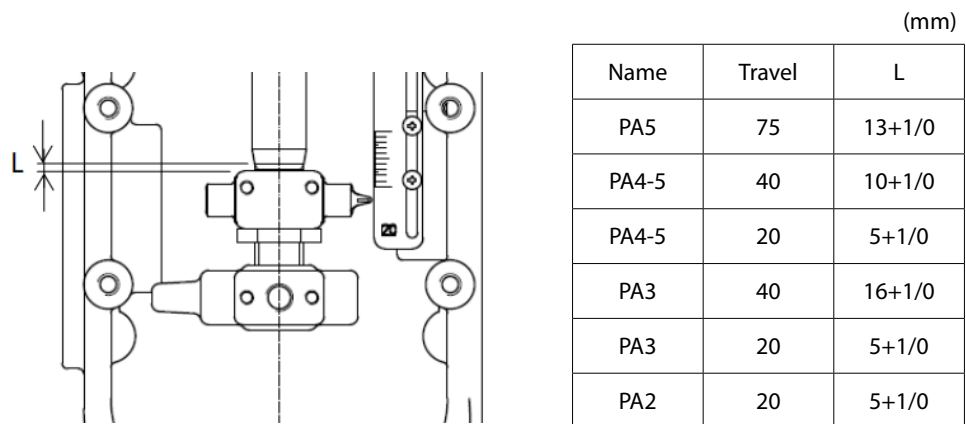 (mm)
Name Travel L
PA5 75 13+1/0
PA4-5 40 10+1/0
PA4-5 20 5+1/0
PA3 40 16+1/0
PA3 20 5+1/0
PA2 20 5+1/0
L
20